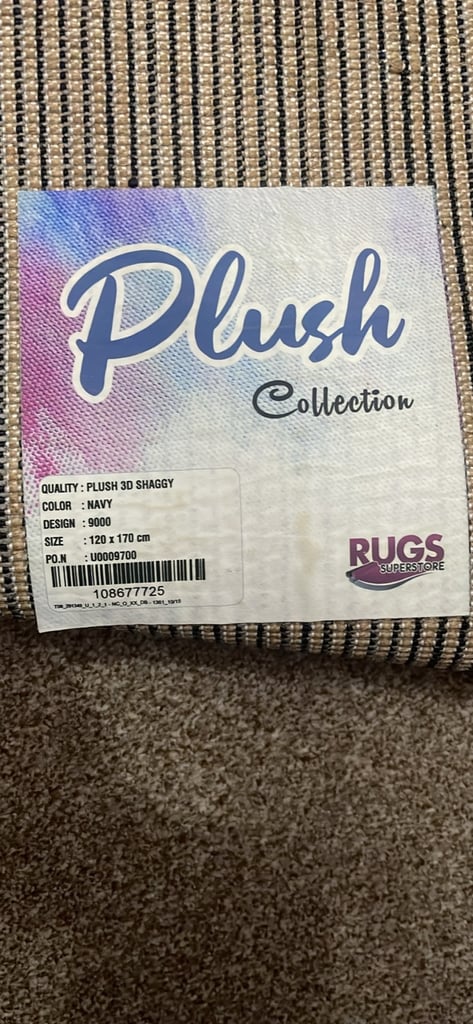 Plush
Collection
QUALITY : PLUSH 3D SHAGGY
COLOR : NAVY
DESIGN : 9000
SIZE : 120 x 170 cm
PO.N : U0009700
108677725
RUGS
SUPERSTORE